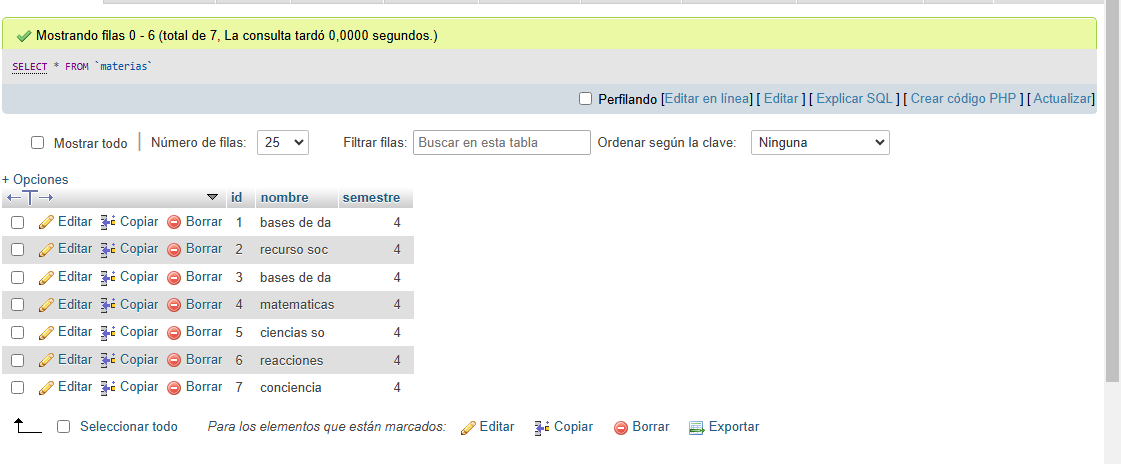 Mostrando filas 0 - 6 (total de 7, La consulta tardó 0,0000 segundos.)
SELECT * FROM `materias`
Perfilando [Editar en línea] [ Editar ] [ Explicar SQL ] [ Crear código PHP ] [ Actualizar]
Mostrar todo | Número de filas: 25 Filtrar filas: Buscar en esta tabla Ordenar según la clave: Ninguna
+ Opciones
←T→ id nombre semestre
Editar Copiar Borrar 1 bases de da 4
Editar Copiar Borrar 2 recurso soc 4
Editar Copiar Borrar 3 bases de da 4
Editar Copiar Borrar 4 matematicas 4
Editar Copiar Borrar 5 ciencias so 4
Editar Copiar Borrar 6 reacciones 4
Editar Copiar Borrar 7 conciencia 4
Seleccionar todo Para los elementos que están marcados: Editar Copiar Borrar Exportar